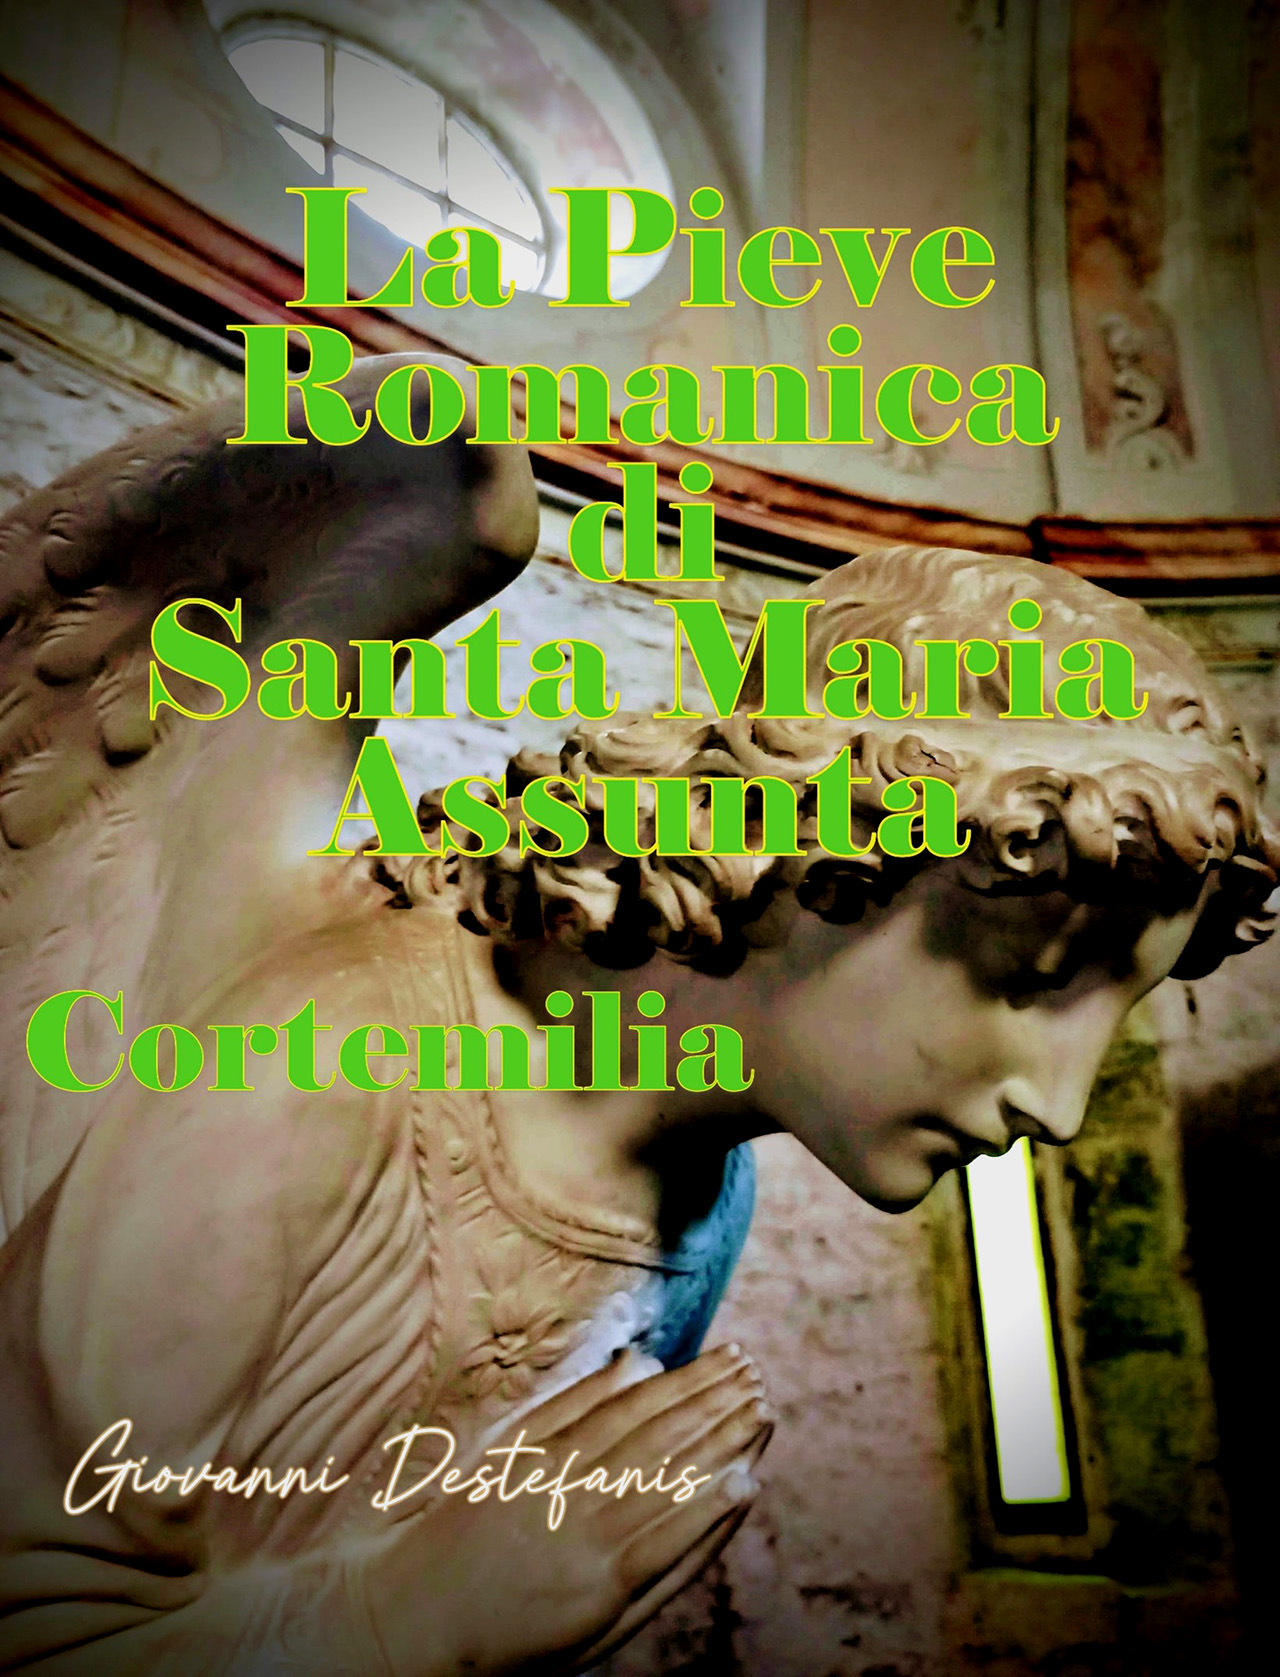 La Pieve
Romanica
di
Santa Maria
Assunta
Cortemilia
Giovanni Destefanis